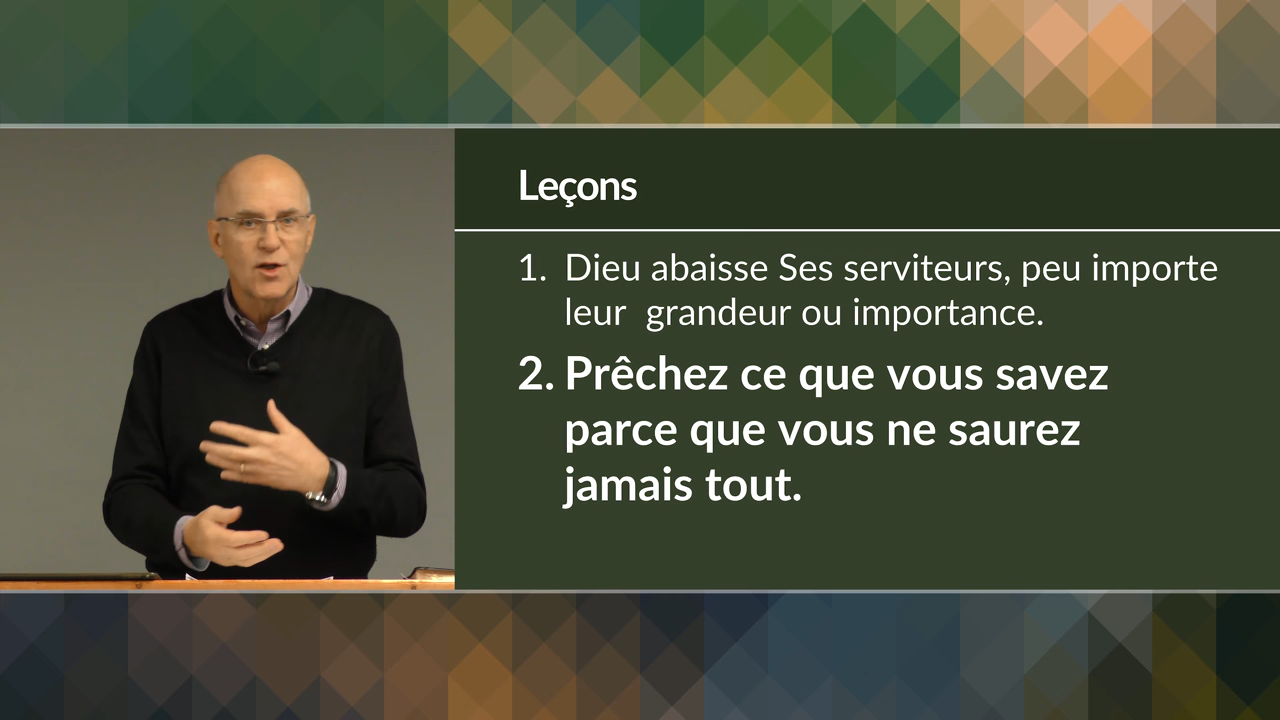 Leçons
1. Dieu abaisse Ses serviteurs, peu importe
leur  grandeur ou importance.
2. Prêchez ce que vous savez
parce que vous ne saurez
jamais tout.